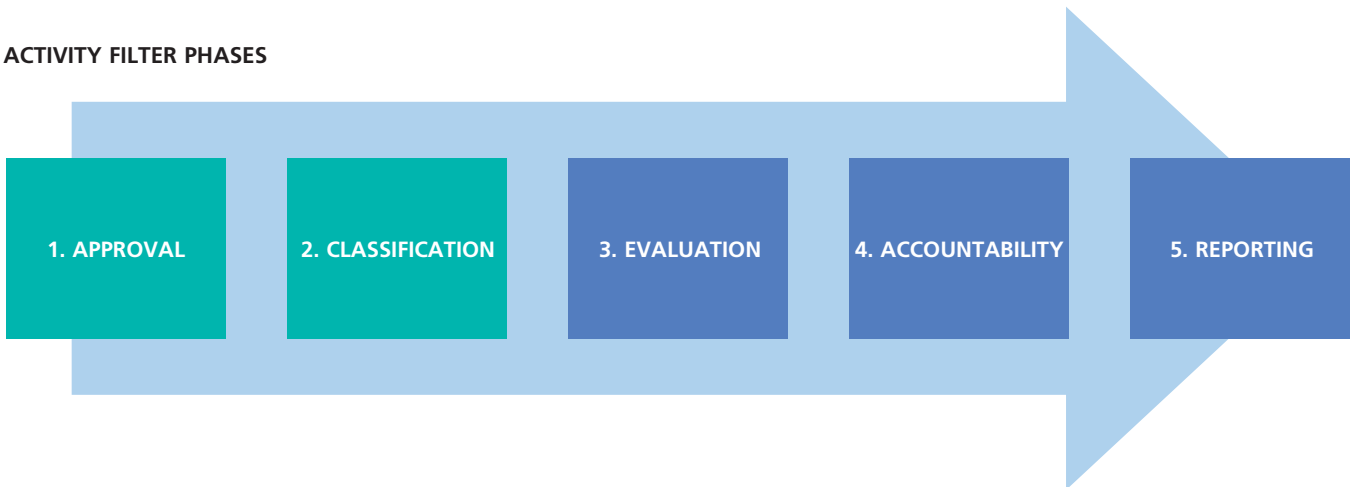 ACTIVITY FILTER PHASES
1. APPROVAL
2. CLASSIFICATION
3. EVALUATION
4. ACCOUNTABILITY
5. REPORTING